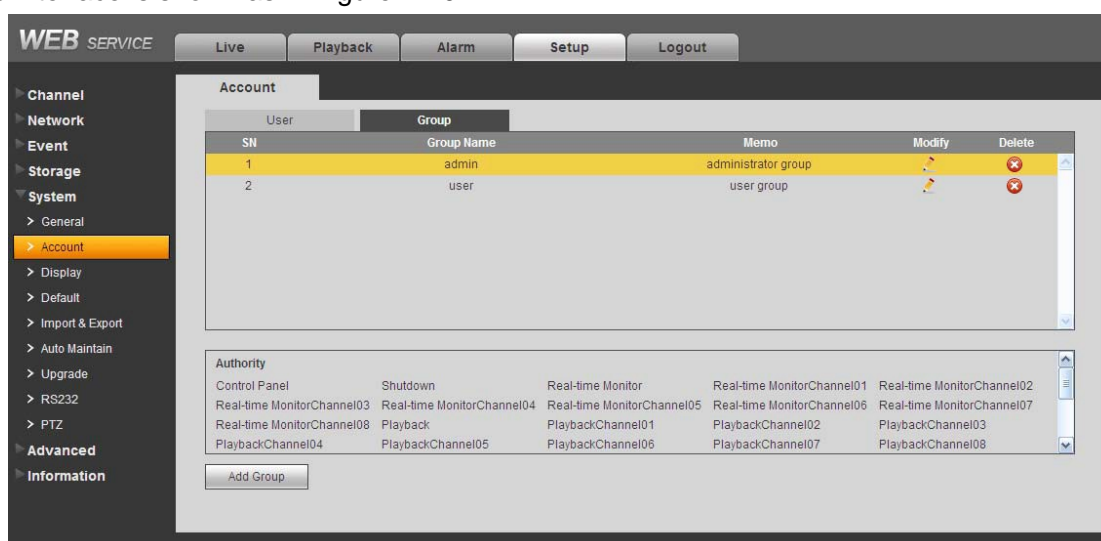 WEB SERVICE
Live Playback Alarm Setup Logout
Channel
Network
Event
Storage
System
> General
> Account
> Display
> Default
> Import & Export
> Auto Maintain
> Upgrade
> RS232
> PTZ
Advanced
Information
Account
User Group
SN Group Name Memo Modify Delete
1 admin administrator group
2 user user group
Authority
Control Panel Shutdown Real-time Monitor Real-time MonitorChannel01 Real-time MonitorChannel02
Real-time MonitorChannel03 Real-time MonitorChannel04 Real-time MonitorChannel05 Real-time MonitorChannel06 Real-time MonitorChannel07
Real-time MonitorChannel08 Playback PlaybackChannel01 PlaybackChannel02 PlaybackChannel03
PlaybackChannel04 PlaybackChannel05 PlaybackChannel06 PlaybackChannel07 PlaybackChannel08
Add Group